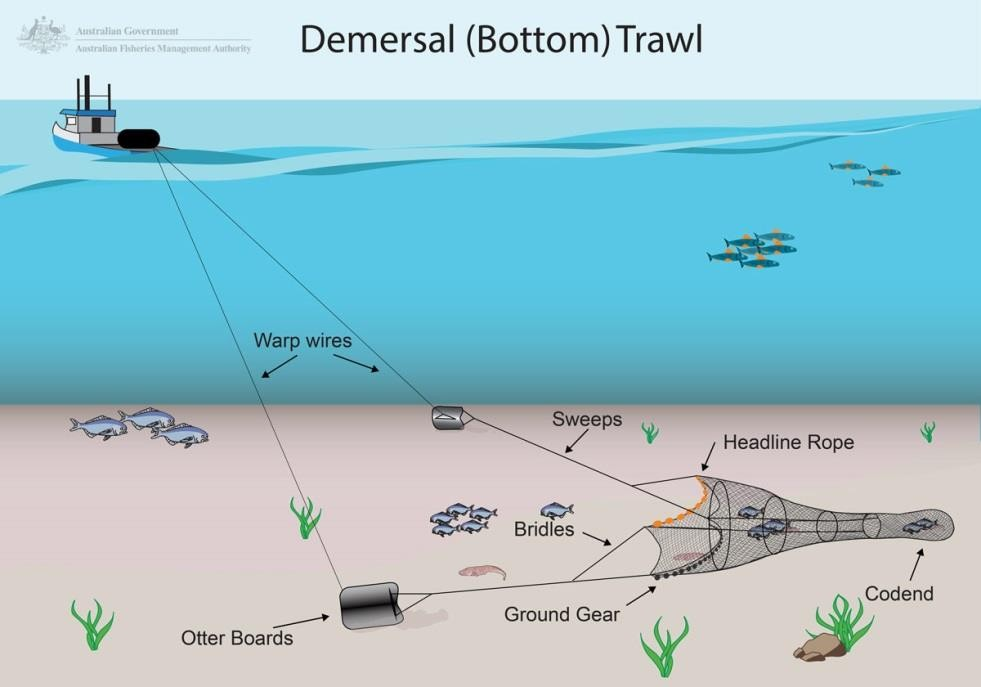 Australian Government
Australian Fisheries Management Authority
Demersal (Bottom) Trawl
Warp wires
Sweeps
Headline Rope
Bridles
Ground Gear
Codend
Otter Boards